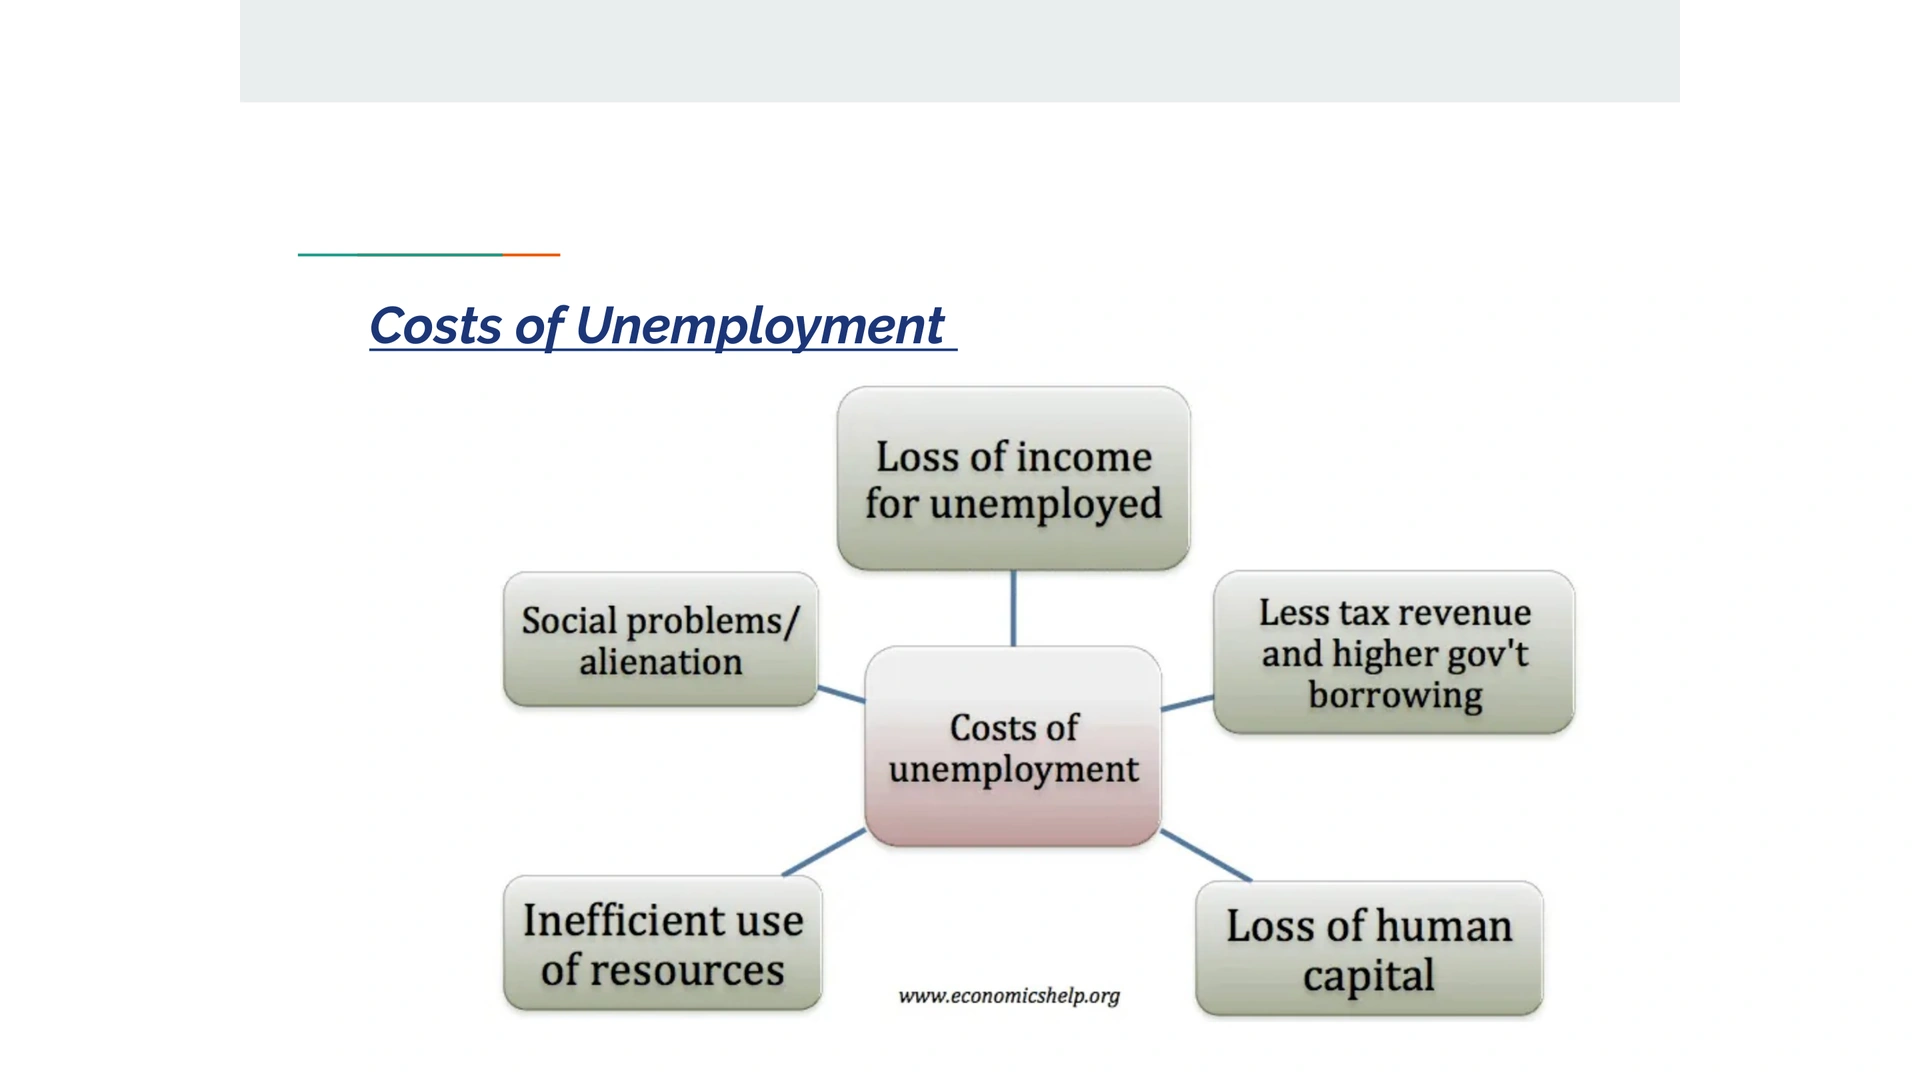 Costs of Unemployment
Loss of income
for unemployed
Social problems/
alienation
Less tax revenue
and higher gov't
borrowing
Costs of
unemployment
Inefficient use
of resources
Loss of human
capital
www.economicshelp.org